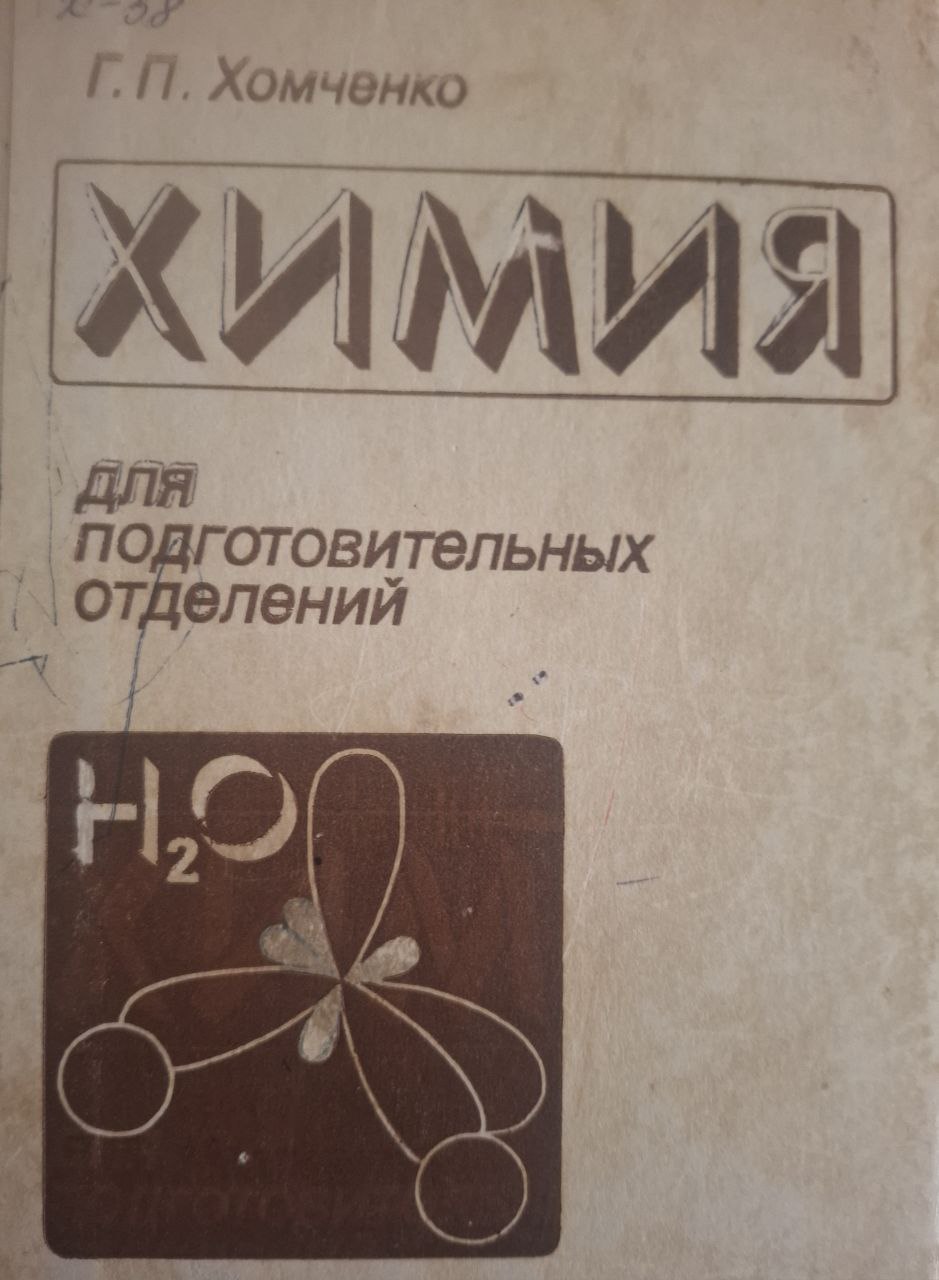 Г. П. Хомченко
ХИМИЯ
для
подготовительных
отделений
H₂O